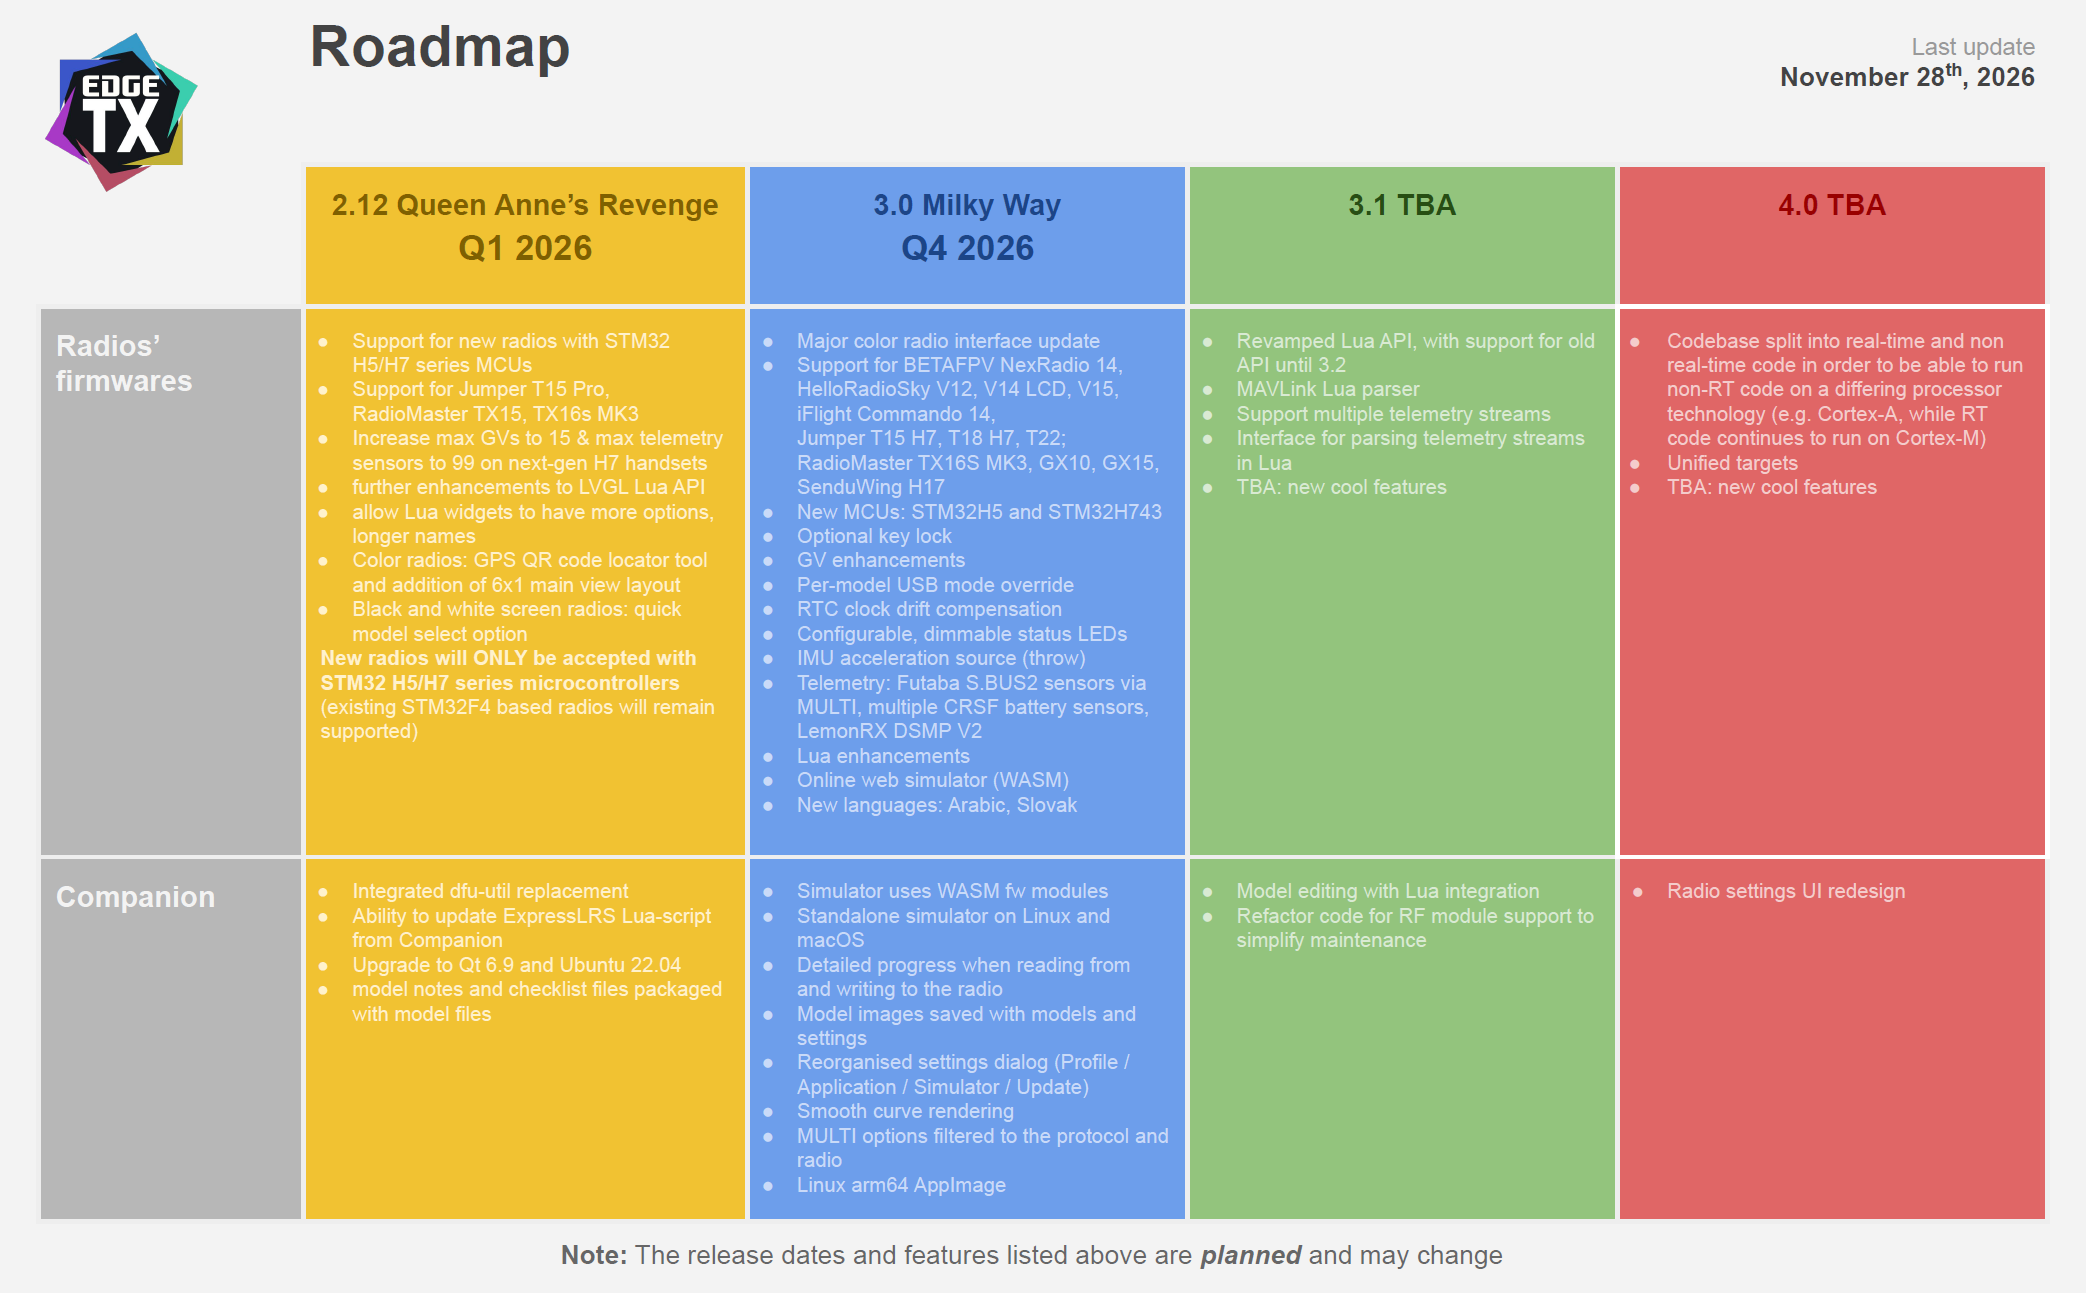 EDGE
TX
Roadmap
Last update
November 28th, 2026
2.12 Queen Anne’s Revenge
Q1 2026
3.0 Milky Way
Q4 2026
3.1 TBA
4.0 TBA
Radios’
firmwares
● Support for new radios with STM32
H5/H7 series MCUs
● Support for Jumper T15 Pro,
RadioMaster TX15, TX16s MK3
● Increase max GVs to 15 & max telemetry
sensors to 99 on next-gen H7 handsets
● further enhancements to LVGL Lua API
● allow Lua widgets to have more options,
longer names
● Color radios: GPS QR code locator tool
and addition of 6x1 main view layout
● Black and white screen radios: quick
model select option
New radios will ONLY be accepted with
STM32 H5/H7 series microcontrollers
(existing STM32F4 based radios will remain
supported)
● Major color radio interface update
● Support for BETAFPV NexRadio 14,
HelloRadioSky V12, V14 LCD, V15,
iFlight Commando 14,
Jumper T15 H7, T18 H7, T22;
RadioMaster TX16S MK3, GX10, GX15,
SenduWing H17
● New MCUs: STM32H5 and STM32H743
● Optional key lock
● GV enhancements
● Per-model USB mode override
● RTC clock drift compensation
● Configurable, dimmable status LEDs
● IMU acceleration source (throw)
● Telemetry: Futaba S.BUS2 sensors via
MULTI, multiple CRSF battery sensors,
LemonRX DSMP V2
● Lua enhancements
● Online web simulator (WASM)
● New languages: Arabic, Slovak
● Revamped Lua API, with support for old
API until 3.2
● MAVLink Lua parser
● Support multiple telemetry streams
● Interface for parsing telemetry streams
in Lua
● TBA: new cool features
● Codebase split into real-time and non
real-time code in order to be able to run
non-RT code on a differing processor
technology (e.g. Cortex-A, while RT
code continues to run on Cortex-M)
● Unified targets
● TBA: new cool features
Companion
● Integrated dfu-util replacement
● Ability to update ExpressLRS Lua-script
from Companion
● Upgrade to Qt 6.9 and Ubuntu 22.04
● model notes and checklist files packaged
with model files
● Simulator uses WASM fw modules
● Standalone simulator on Linux and
macOS
● Detailed progress when reading from
and writing to the radio
● Model images saved with models and
settings
● Reorganised settings dialog (Profile /
Application / Simulator / Update)
● Smooth curve rendering
● MULTI options filtered to the protocol and
radio
● Linux arm64 AppImage
● Model editing with Lua integration
● Refactor code for RF module support to
simplify maintenance
● Radio settings UI redesign
Note: The release dates and features listed above are planned and may change